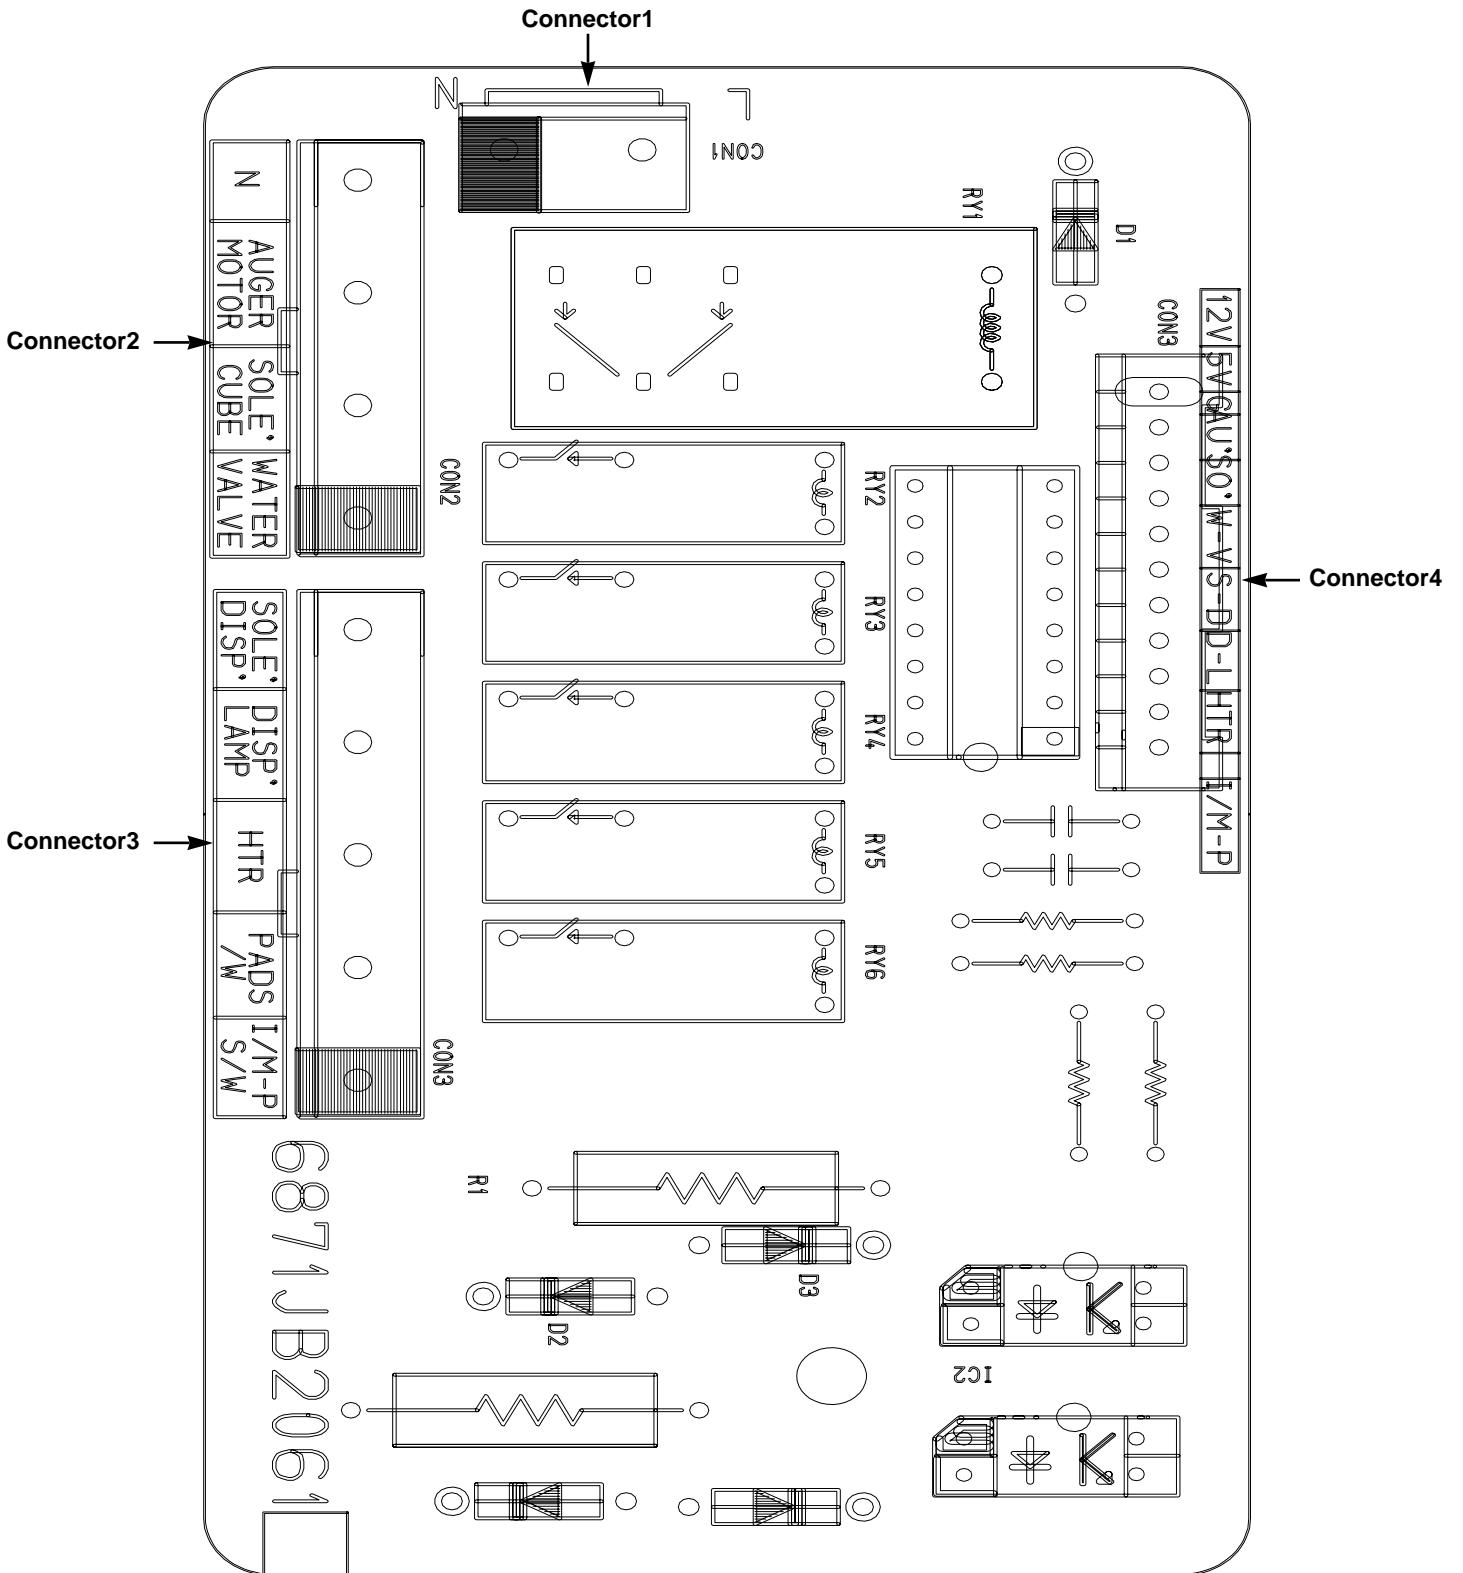 Connector1
N
L
CON1
N
AUGER
MOTOR
SOLE'
CUBE
WATER
VALVE
Connector2
CON2
RY1
D1
CON3
12V
5V
G
AU'
SO'
W-V
S-D
D-L
HTR
I/M-P
Connector4
RY2
RY3
RY4
RY5
RY6
SOLE'
DISP'
DISP'
LAMP
HTR
PADS
/W
I/M-P
S/W
Connector3
CON3
R1
D3
D2
IC2
K
K
6871JB2061